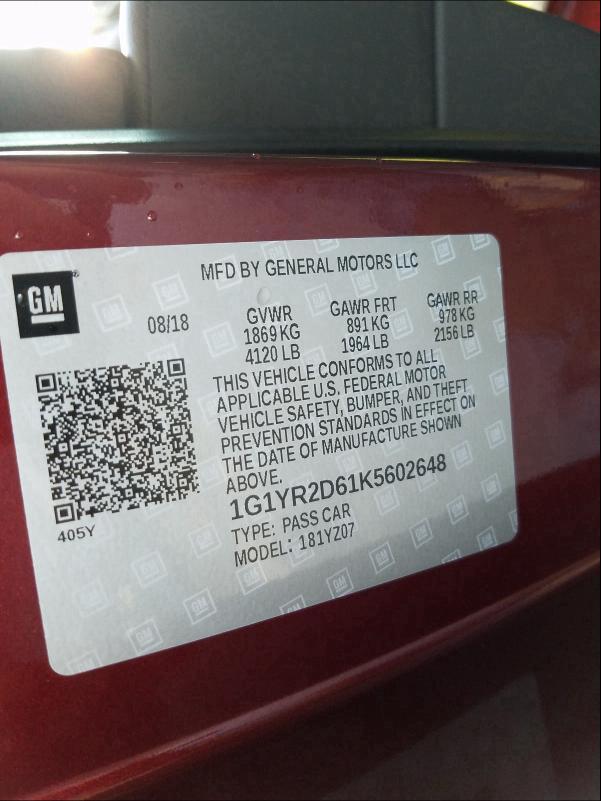 GM
MFD BY GENERAL MOTORS LLC
08/18
GVWR
1869 KG
4120 LB
GAWR FRT
891 KG
1964 LB
GAWR RR
978 KG
2156 LB
THIS VEHICLE CONFORMS TO ALL
APPLICABLE U.S. FEDERAL MOTOR
VEHICLE SAFETY, BUMPER, AND THEFT
PREVENTION STANDARDS IN EFFECT ON
THE DATE OF MANUFACTURE SHOWN
ABOVE.
1G1YR2D61K5602648
TYPE: PASS CAR
MODEL: 181YZ07
405Y